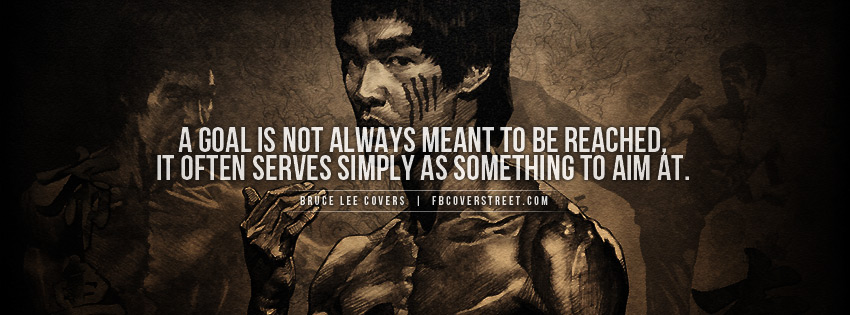 A GOAL IS NOT ALWAYS MEANT TO BE REACHED,
IT OFTEN SERVES SIMPLY AS SOMETHING TO AIM AT.
BRUCE LEE COVERS | FBCOVERSTREET.COM